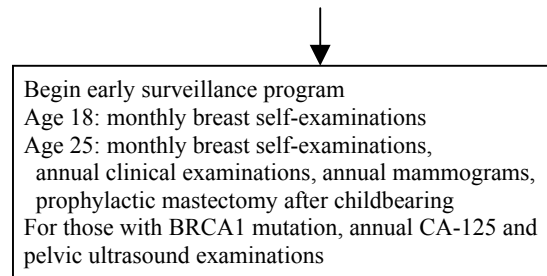 Begin early surveillance program
Age 18: monthly breast self-examinations
Age 25: monthly breast self-examinations,
annual clinical examinations, annual mammograms,
prophylactic mastectomy after childbearing
For those with BRCA1 mutation, annual CA-125 and
pelvic ultrasound examinations